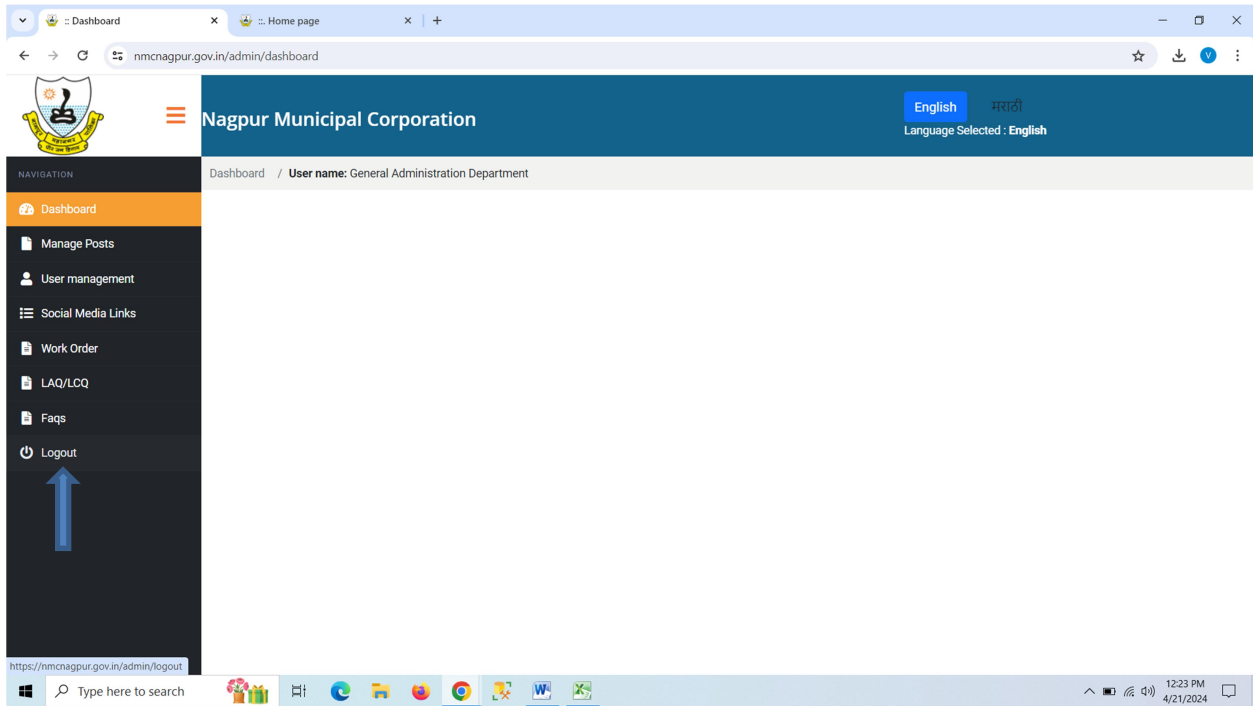 :: Dashboard
::. Home page
nmcnagpur.gov.in/admin/dashboard
V
Nagpur Municipal Corporation
English मराठी
Language Selected : English
NAVIGATION
Dashboard / User name: General Administration Department
Dashboard
Manage Posts
User management
Social Media Links
Work Order
LAQ/LCQ
Faqs
Logout
https://nmcnagpur.gov.in/admin/logout
Type here to search
12:23 PM
4/21/2024